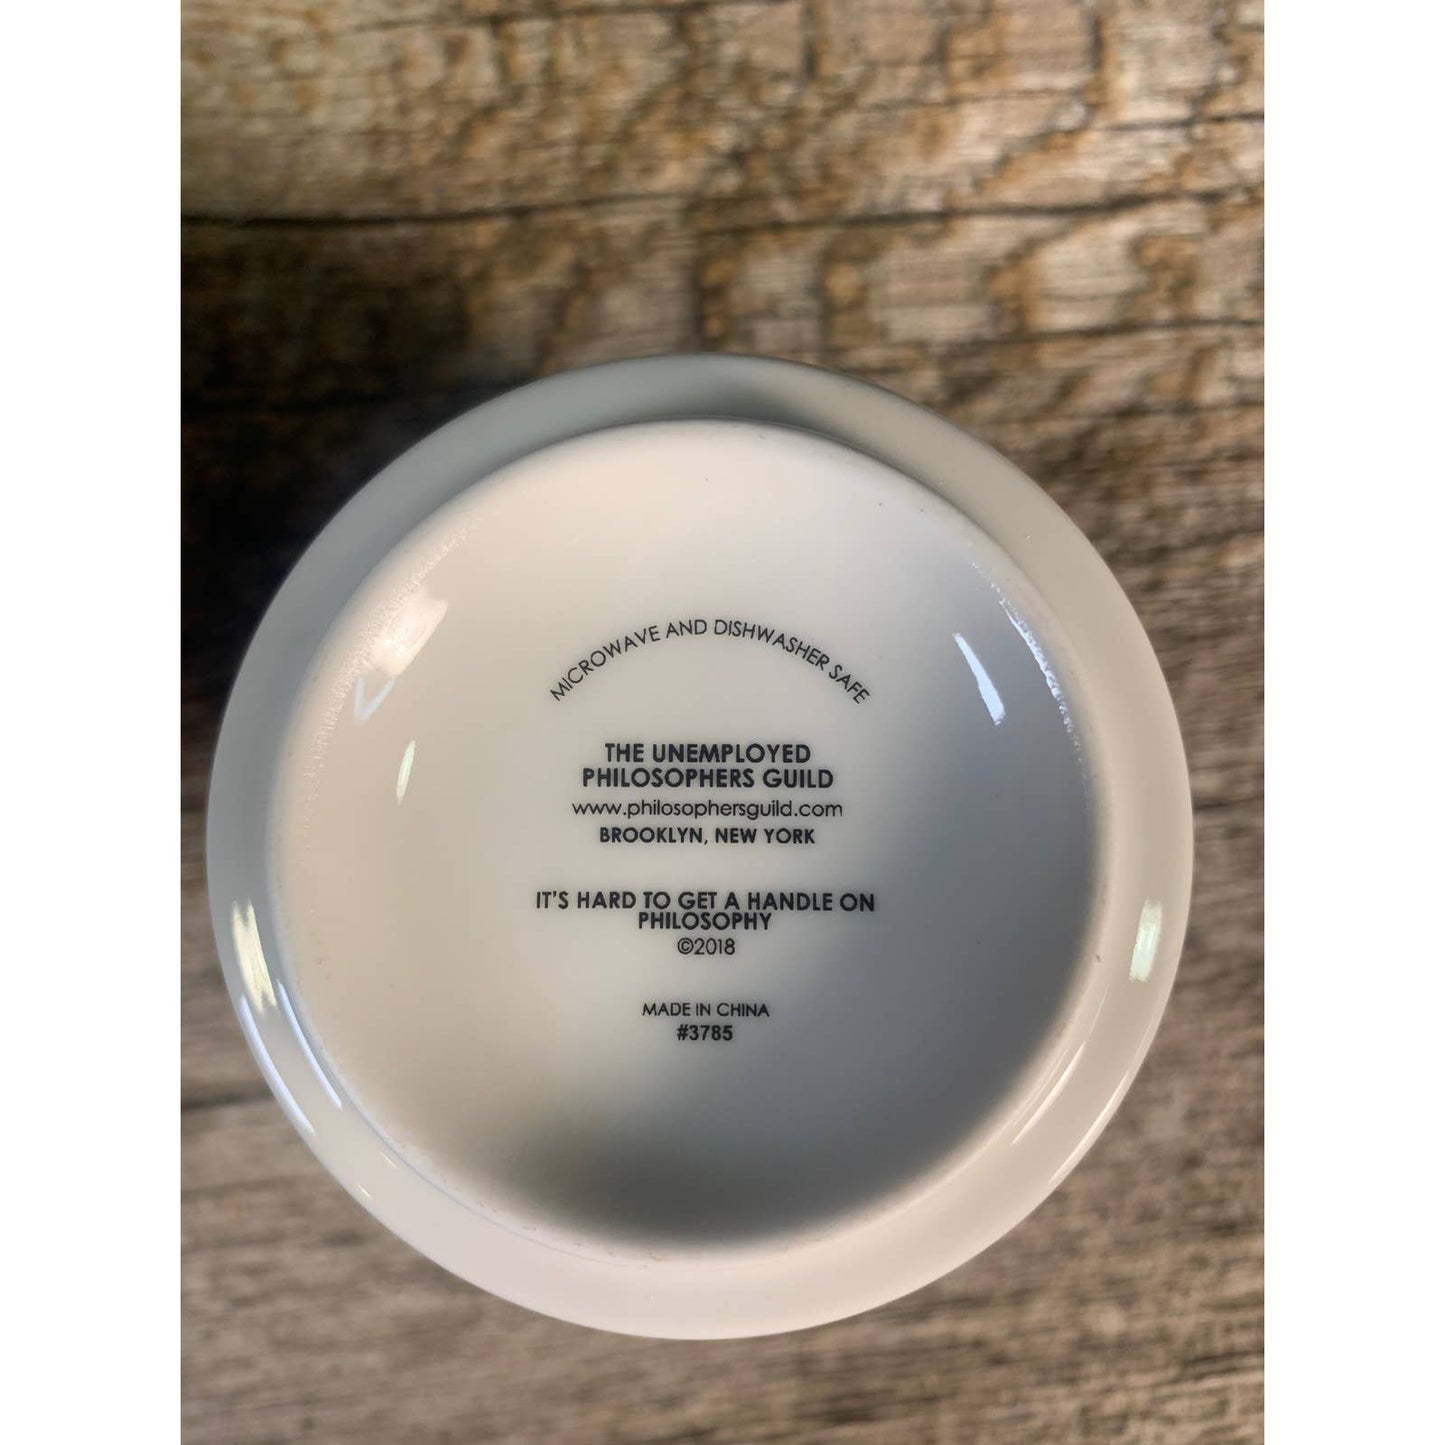 MICROWAVE AND DISHWASHER SAFE
THE UNEMPLOYED
PHILOSOPHERS GUILD
www.philosophersguild.com
BROOKLYN, NEW YORK
IT'S HARD TO GET A HANDLE ON
PHILOSOPHY
©2018
MADE IN CHINA
#3785